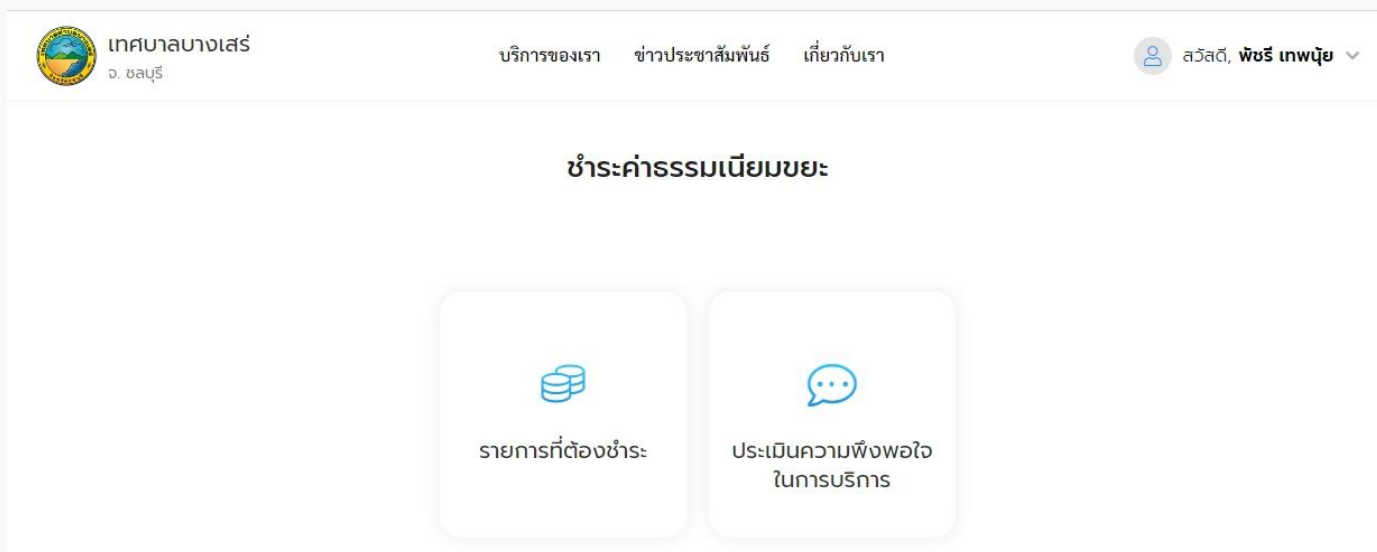 เทศบาลบางเสร่
จ. ชลบุรี
บริการของเรา ข่าวประชาสัมพันธ์ เกี่ยวกับเรา
สวัสดี, พัชรี เทพนุ้ย
ชำระค่าธรรมเนียมขยะ
รายการที่ต้องชำระ
ประเมินความพึงพอใจ
ในการบริการ